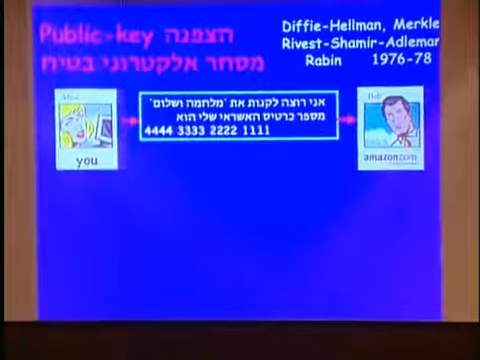 הצפנה Public-key
מסחר אלקטרוני בטיח
Diffie-Hellman, Merkle
Rivest-Shamir-Adleman
Rabin 1976-78
Alice
you
אני רוצה לקנות את "מלחמה ושלום"
מספר כרטיס האשראי שלי הוא
4444 3333 2222 1111
Bob
amazon.com